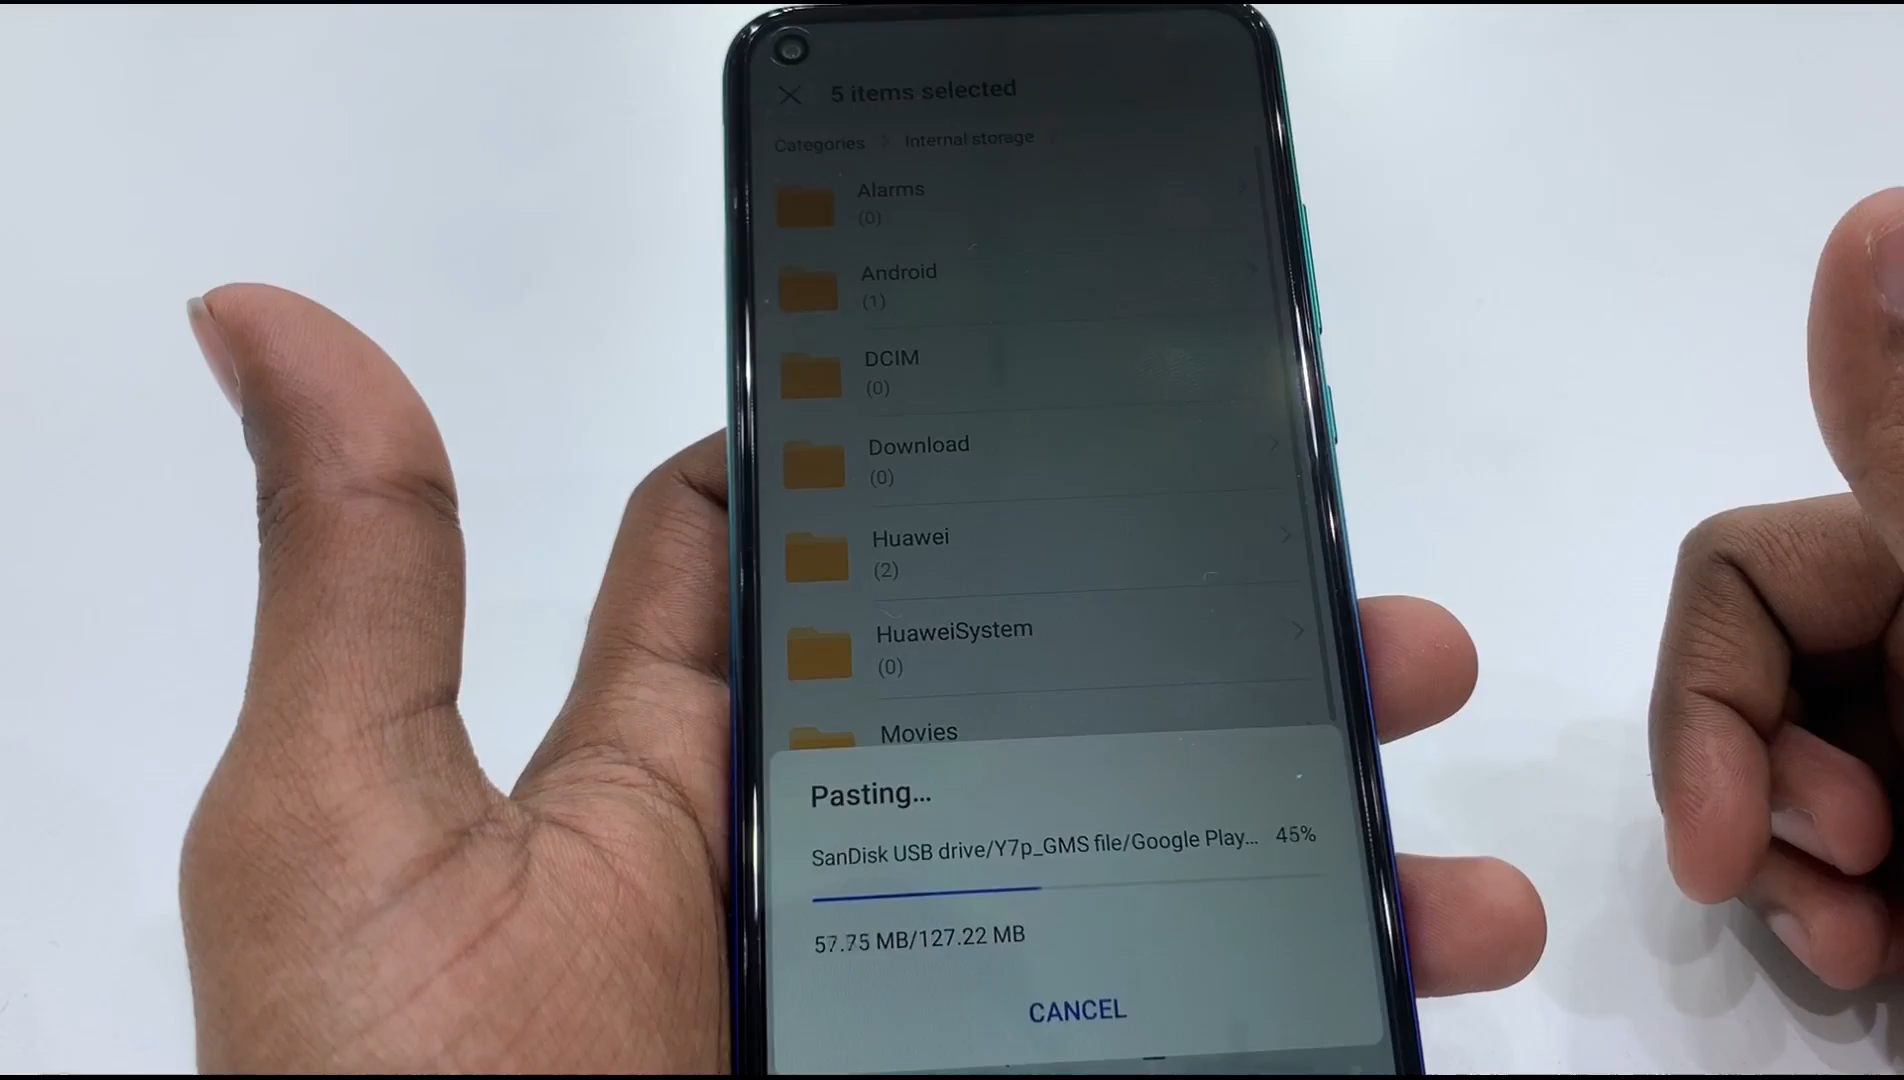 5 items selected
Categories Internal storage
Alarms
(0)
Android
(1)
DCIM
(0)
Download
(0)
Huawei
(2)
HuaweiSystem
(0)
Movies
Pasting...
SanDisk USB drive/Y7p_GMS file/Google Play... 45%
57.75 MB/127.22 MB
CANCEL